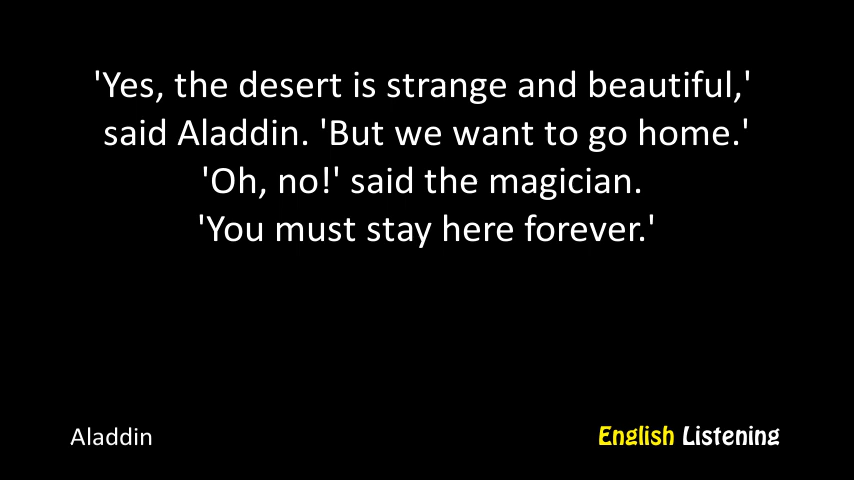 'Yes, the desert is strange and beautiful,'
said Aladdin. 'But we want to go home.'
'Oh, no!' said the magician.
'You must stay here forever.'
Aladdin
English Listening